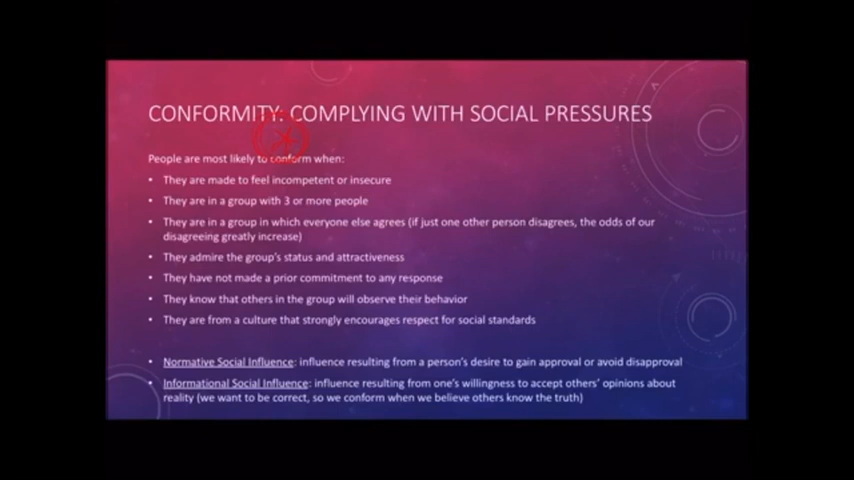 CONFORMITY: COMPLYING WITH SOCIAL PRESSURES
People are most likely to conform when:
• They are made to feel incompetent or insecure
• They are in a group with 3 or more people
• They are in a group in which everyone else agrees (if just one other person disagrees, the odds of our
disagreeing greatly increase)
• They admire the group's status and attractiveness
• They have not made a prior commitment to any response
• They know that others in the group will observe their behavior
• They are from a culture that strongly encourages respect for social standards
• Normative Social Influence: influence resulting from a person's desire to gain approval or avoid disapproval
• Informational Social Influence: influence resulting from one's willingness to accept others' opinions about
reality (we want to be correct, so we conform when we believe others know the truth)